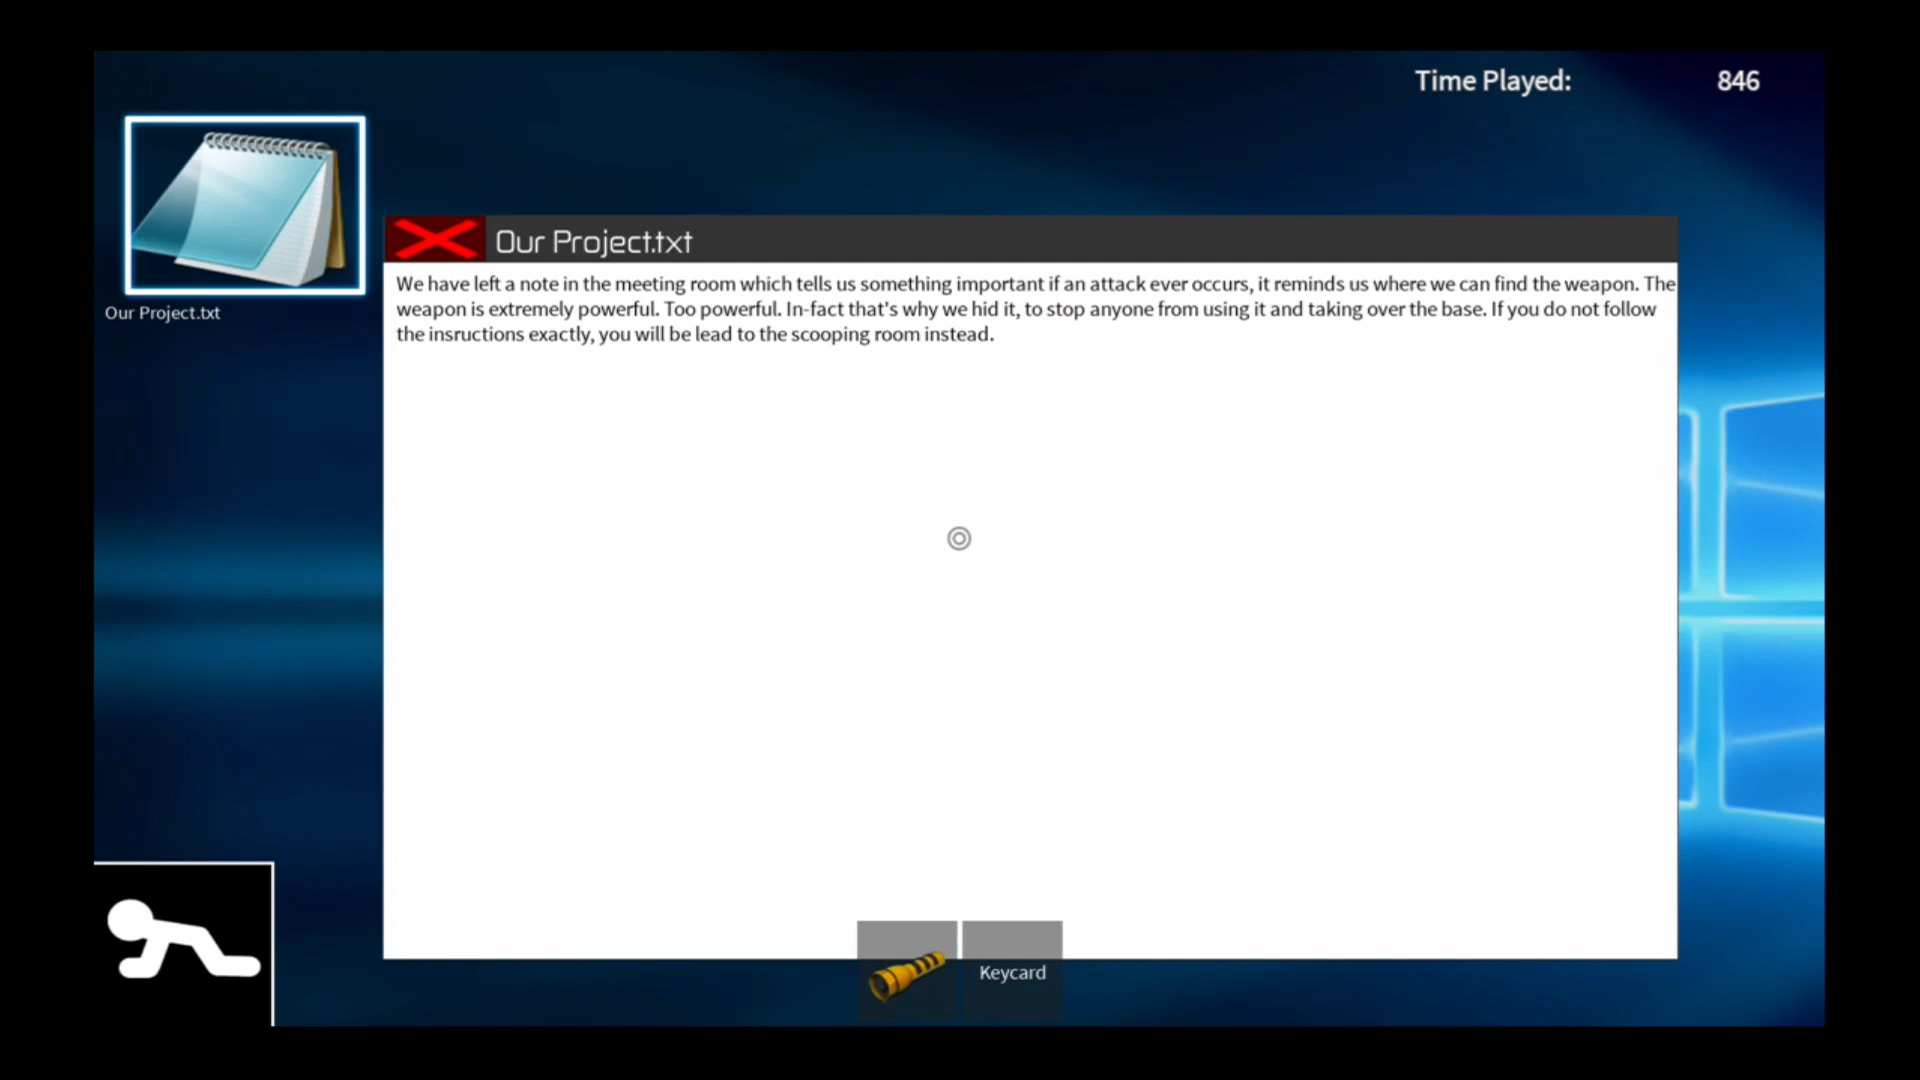 Time Played: 846
Our Project.txt
Our Project.txt
We have left a note in the meeting room which tells us something important if an attack ever occurs, it reminds us where we can find the weapon. The
weapon is extremely powerful. Too powerful. In-fact that's why we hid it, to stop anyone from using it and taking over the base. If you do not follow
the insructions exactly, you will be lead to the scooping room instead.
Keycard